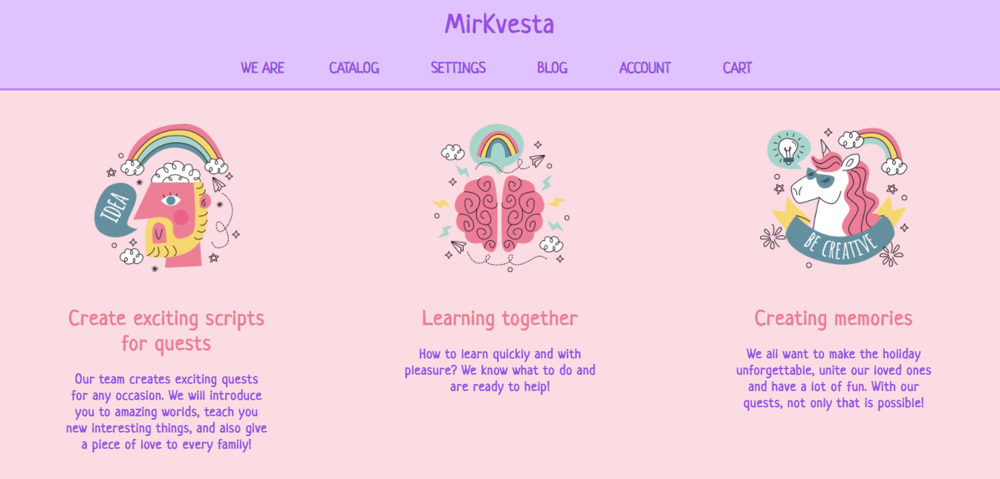 MirKvesta
WE ARE CATALOG SETTINGS BLOG ACCOUNT CART
IDEA
BE CREATIVE
Create exciting scripts
for quests
Our team creates exciting quests
for any occasion. We will introduce
you to amazing worlds, teach you
new interesting things, and also give
a piece of love to every family!
Learning together
How to learn quickly and with
pleasure? We know what to do and
are ready to help!
Creating memories
We all want to make the holiday
unforgettable, unite our loved ones
and have a lot of fun. With our
quests, not only that is possible!